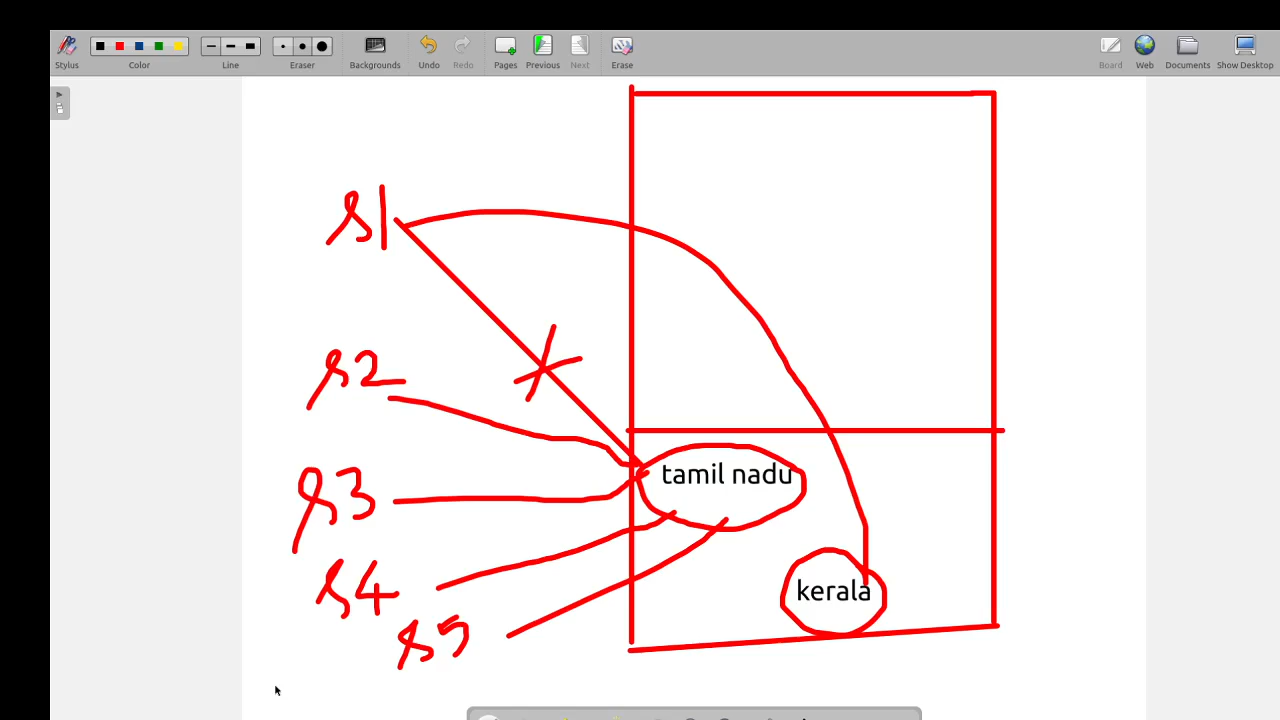 Stylus
Color
Line
Eraser
Backgrounds
Undo
Redo
Pages
Previous
Next
Erase
Board
Web
Documents
Show Desktop
s1
s2
tamil nadu
s3
s4
kerala
s5